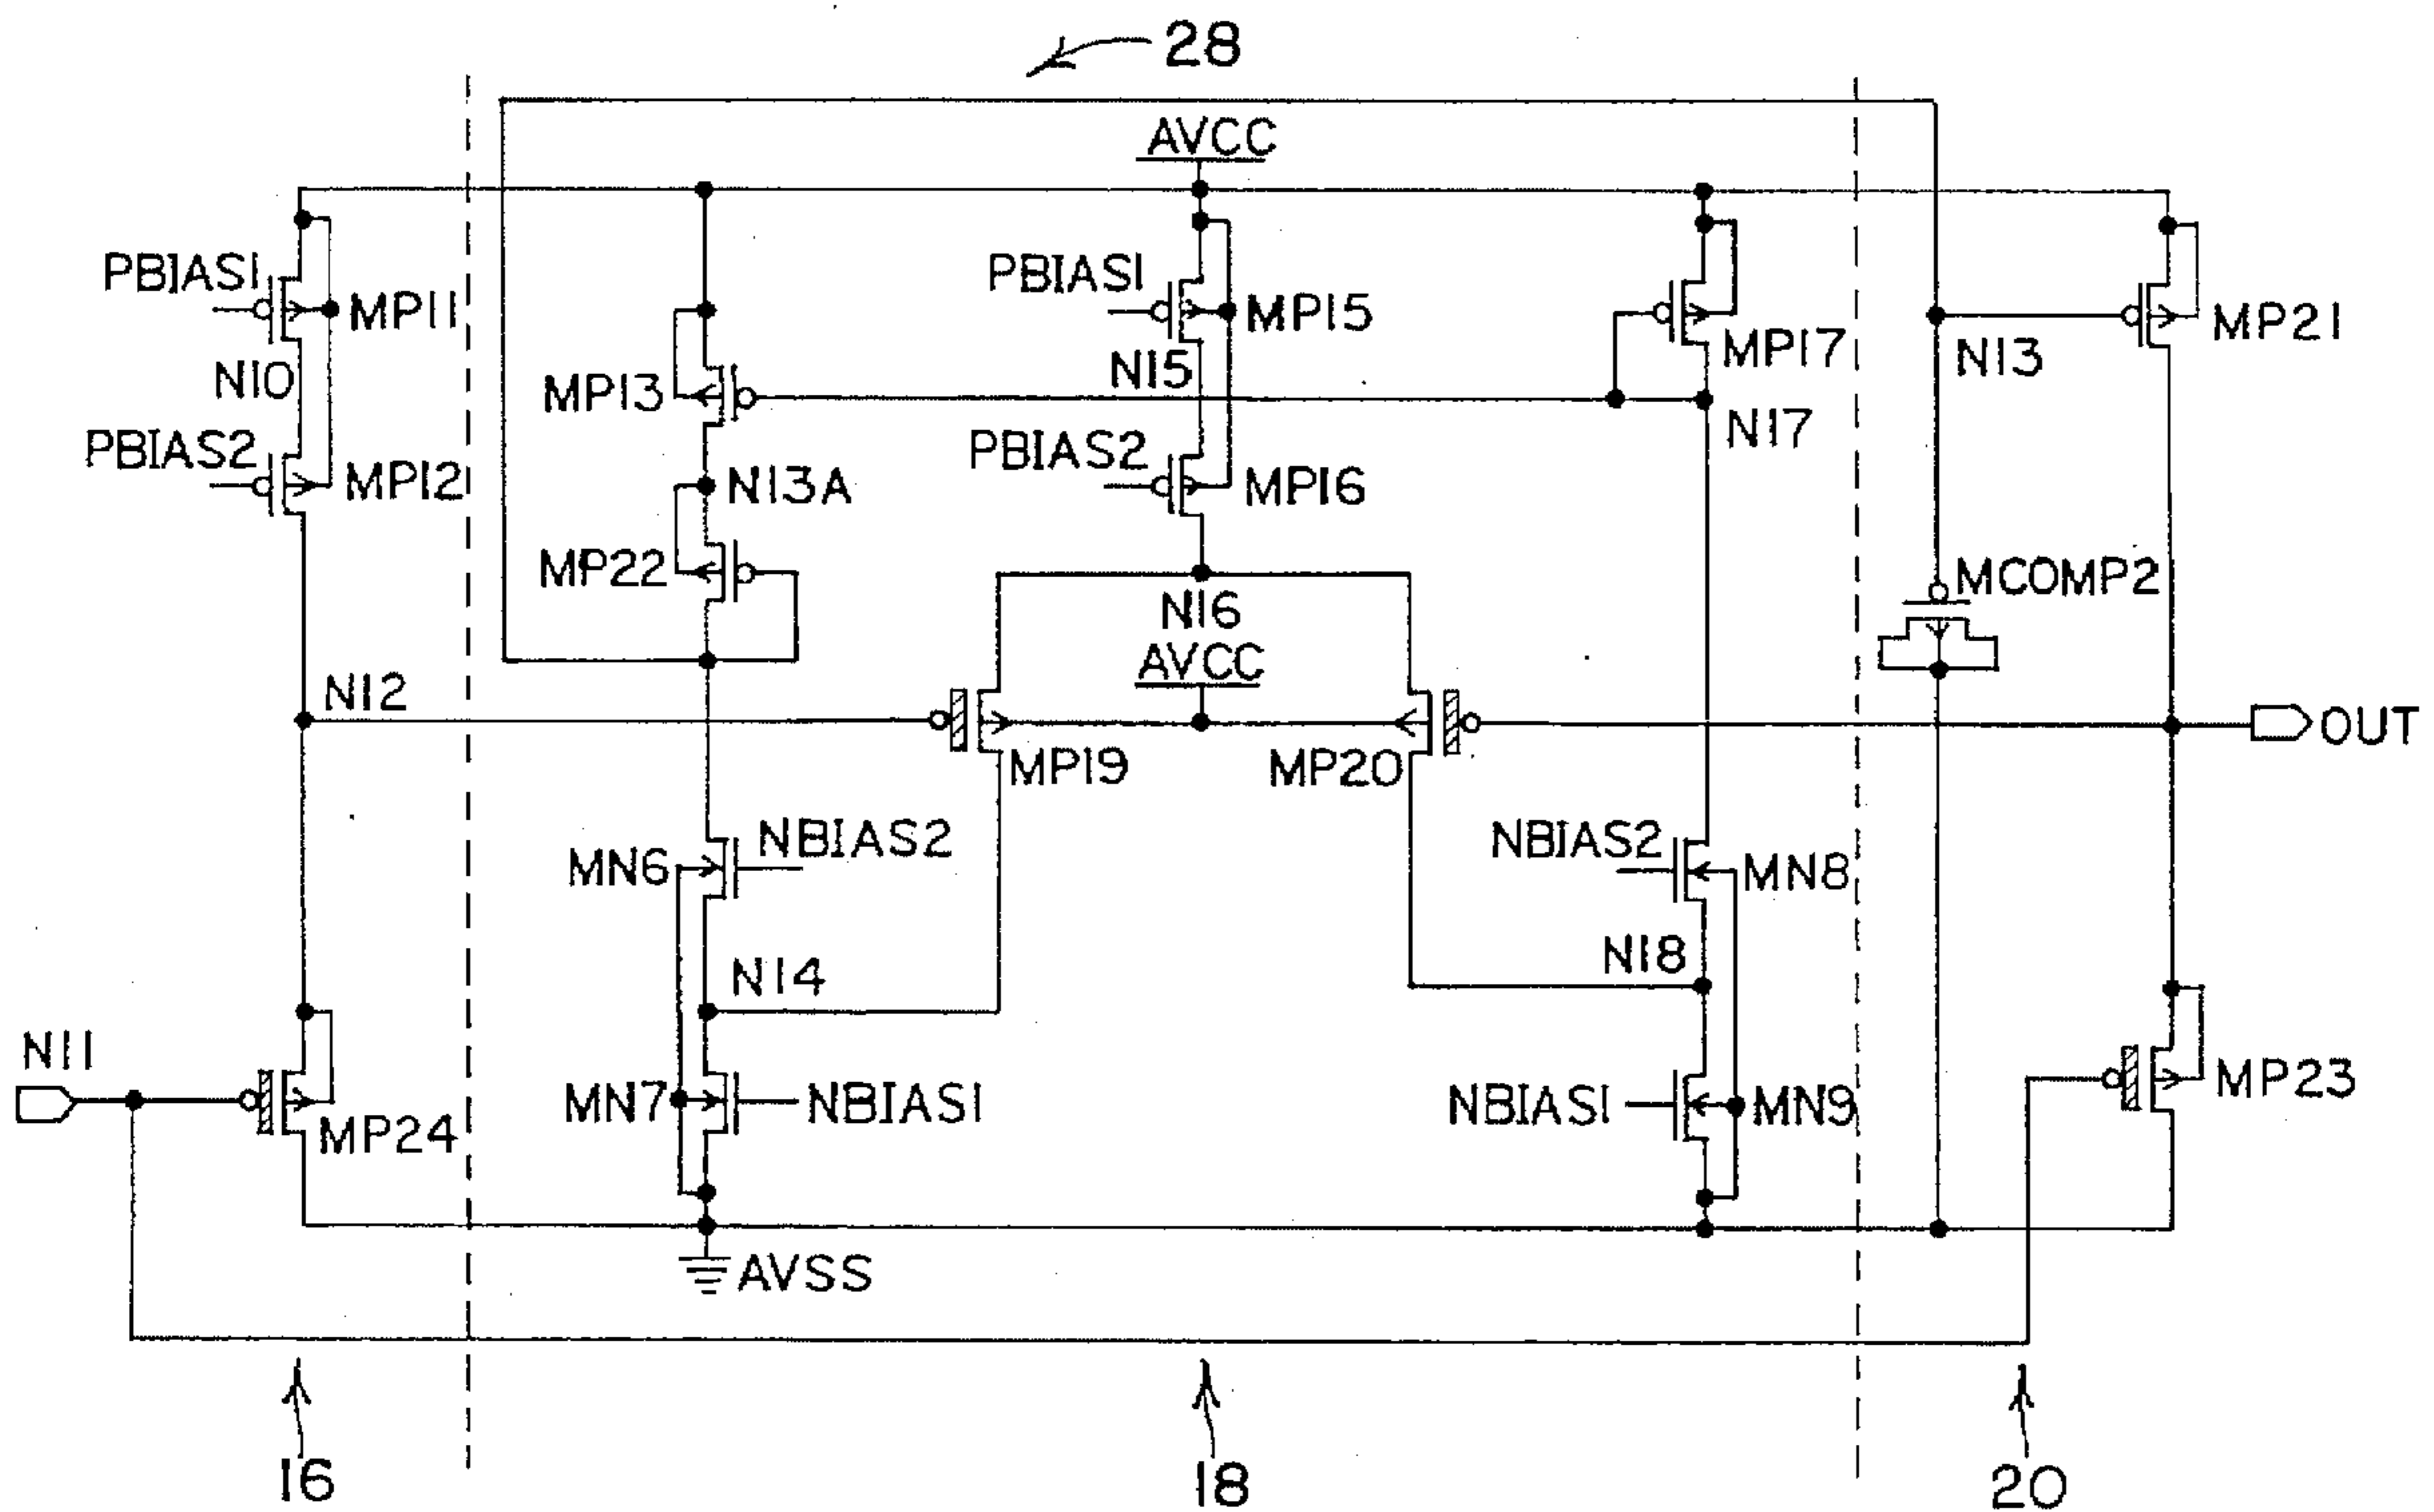 28
AVCC
PBIAS1
MP11
PBIAS1
MP15
MP17
N13
MP21
N10
MP13
N15
N17
PBIAS2
MP12
N13A
PBIAS2
MP16
MP22
N16
MCOMP2
AVCC
N12
OUT
MP19
MP20
MN6
NBIAS2
NBIAS2
MN8
N14
N18
N11
MP24
MN7
NBIAS1
NBIAS1
MN9
MP23
AVSS
16
18
20